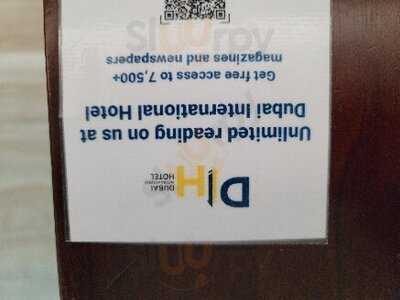 DIH
DUBAI
INTERNATIONAL
HOTEL
Unlimited reading on us at
Dubai International Hotel
Get free access to 7,500+
magazines and newspapers